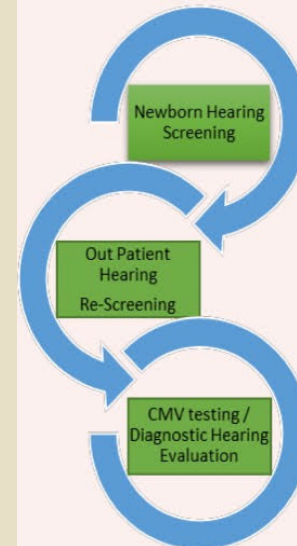 Newborn Hearing
Screening
Out Patient
Hearing
Re-Screening
CMV testing /
Diagnostic Hearing
Evaluation